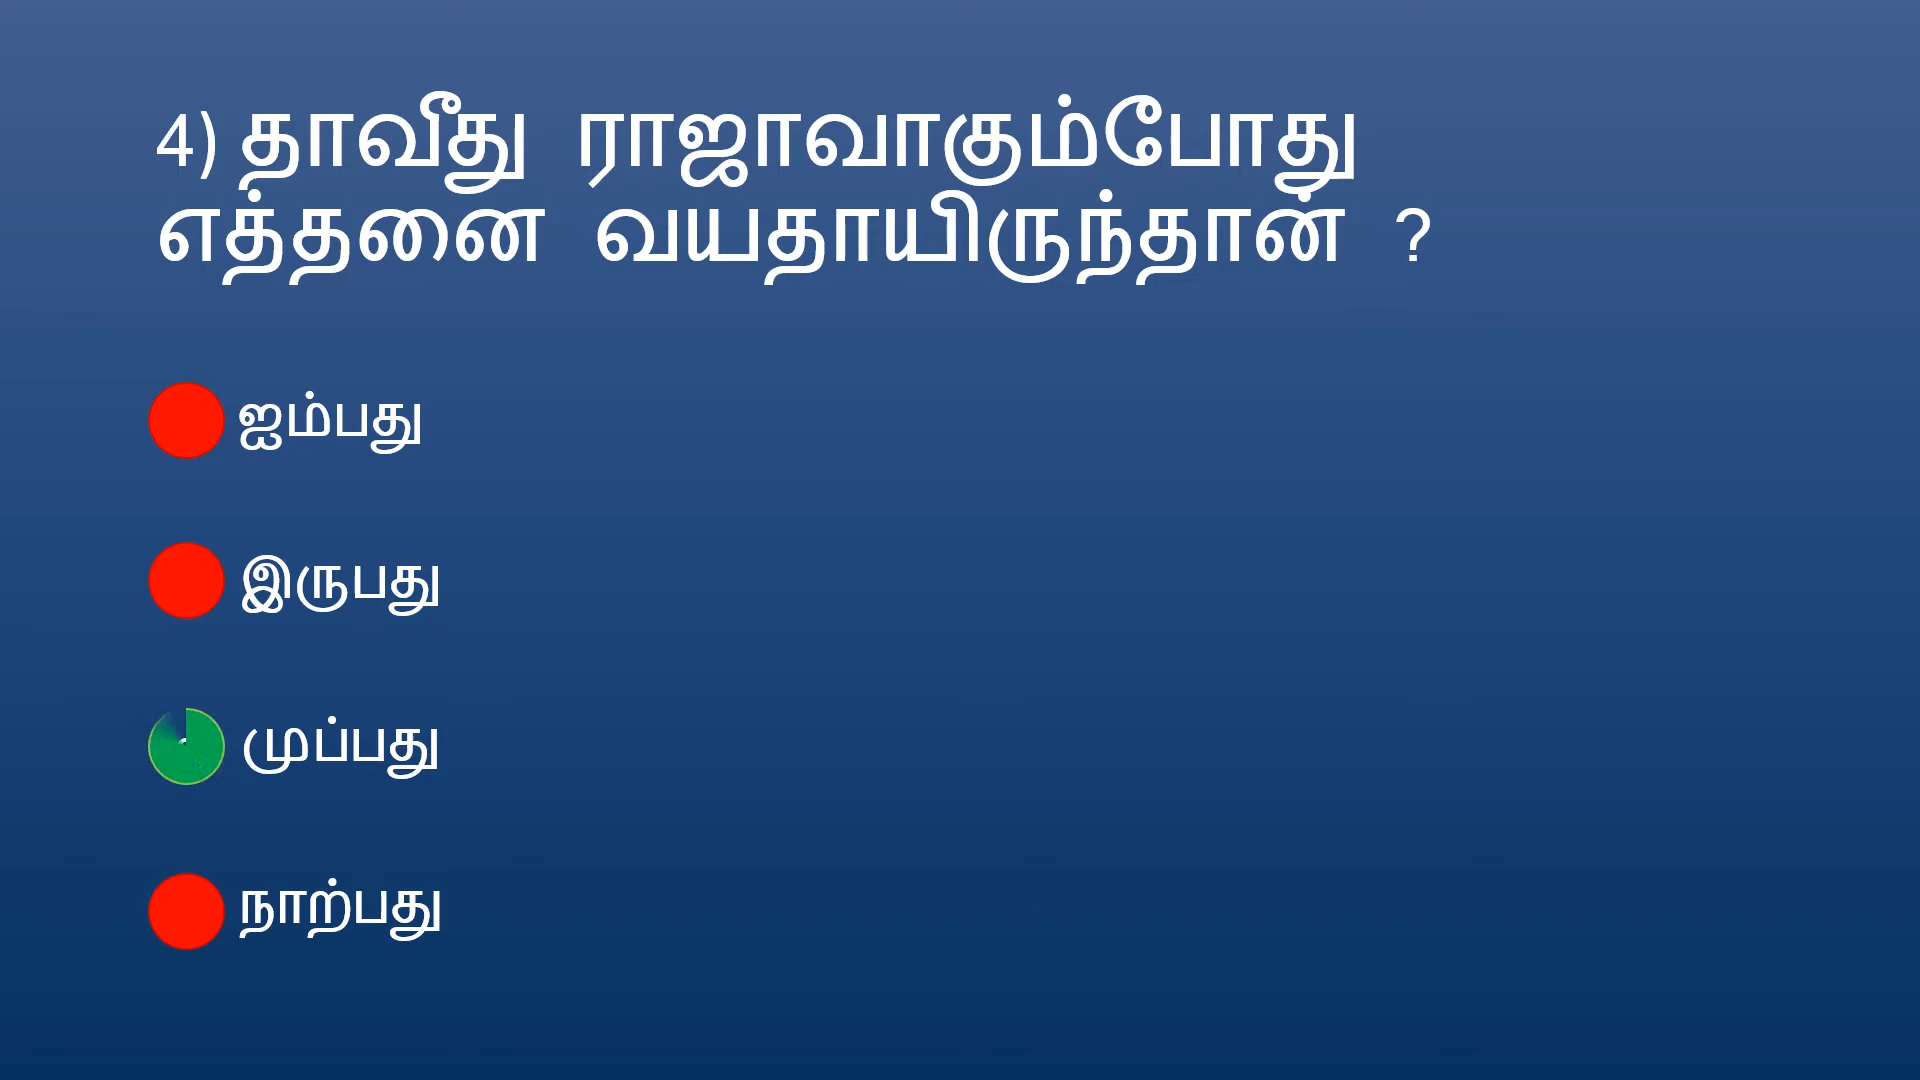 4) தாவீது ராஜாவாகும்போது
எத்தனை வயதாயிருந்தான் ?
ஐம்பது
இருபது
முப்பது
நாற்பது